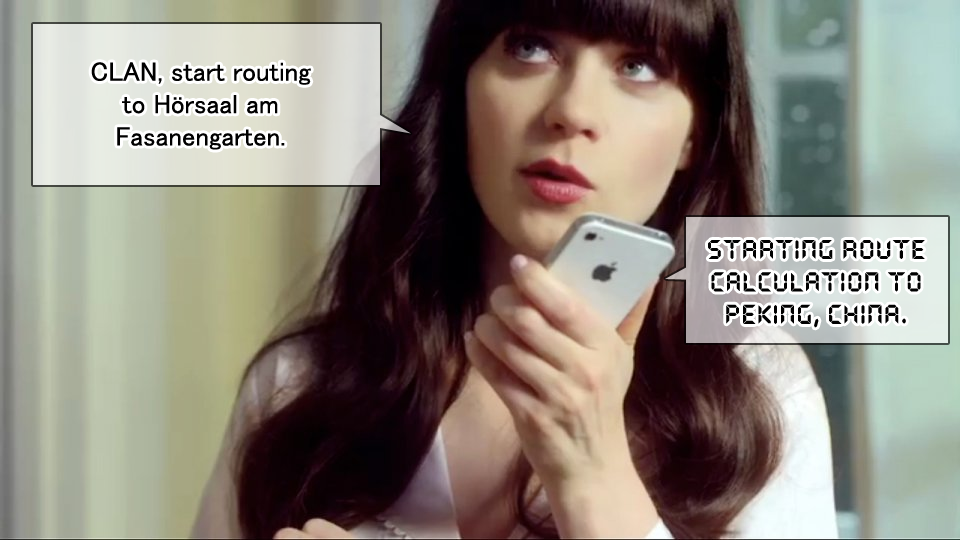 CLAN, start routing
to Hörsaal am
Fasanengarten.
STARTING ROUTE
CALCULATION TO
PEKING, CHINA.